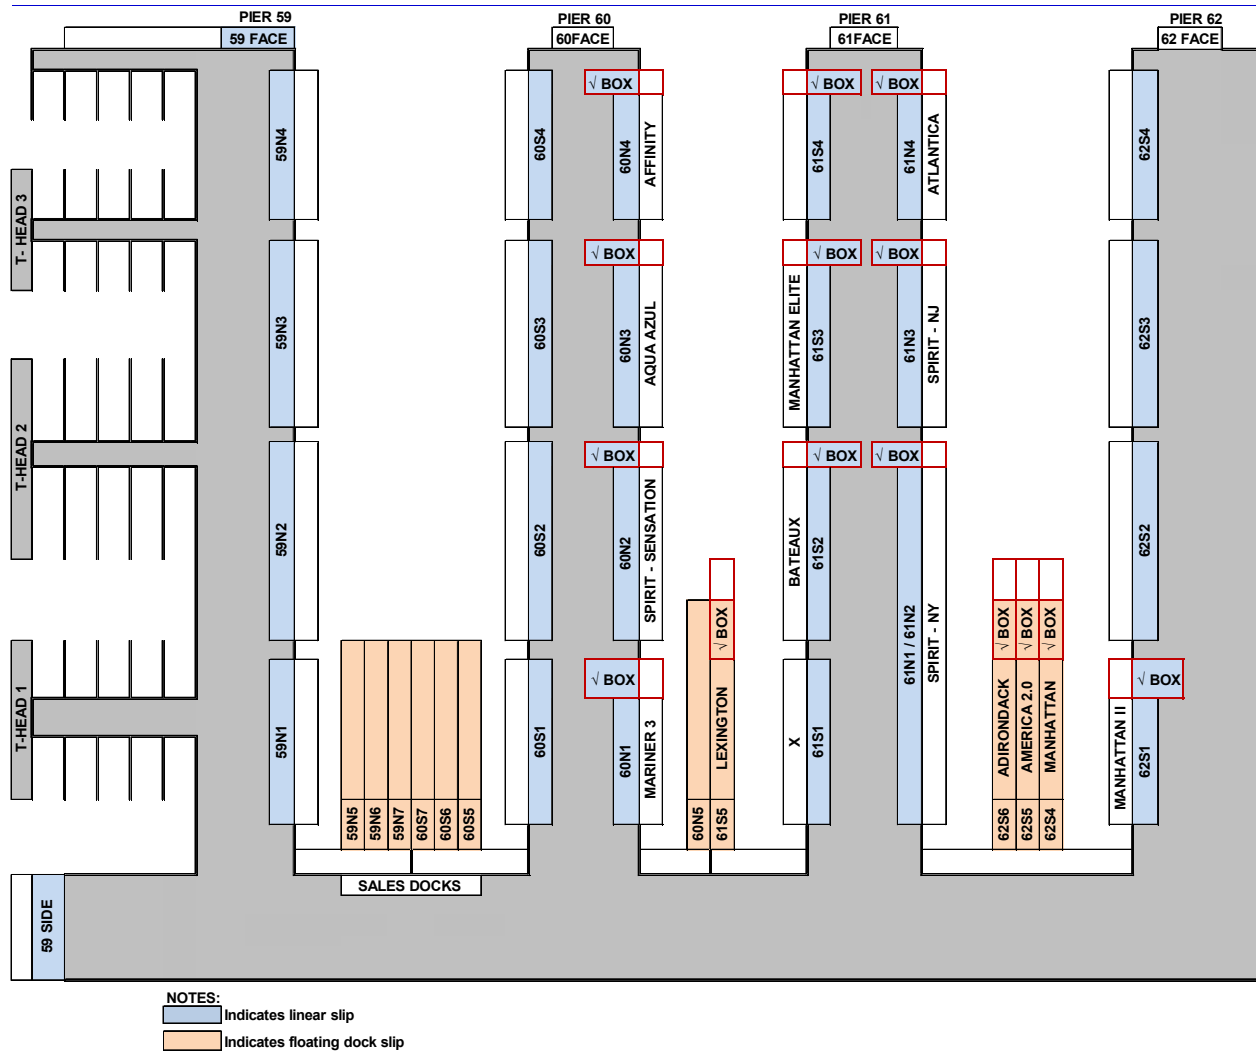 PIER 59
PIER 60
PIER 61
PIER 62
59 FACE
60FACE
61FACE
62 FACE
√ BOX
√ BOX
√ BOX
59N4
60S4
60N4
AFFINITY
61S4
61N4
ATLANTICA
62S4
T- HEAD 3
√ BOX
√ BOX
√ BOX
59N3
60S3
60N3
AQUA AZUL
MANHATTAN ELITE
61S3
61N3
SPIRIT - NJ
62S3
T-HEAD 2
√ BOX
√ BOX
√ BOX
59N2
60S2
60N2
SPIRIT - SENSATION
BATEAUX
61S2
61N1 / 61N2
SPIRIT - NY
62S2
√ BOX
√ BOX
√ BOX
√ BOX
T-HEAD 1
√ BOX
√ BOX
59N1
60S1
60N1
MARINER 3
LEXINGTON
X
61S1
ADIRONDACK
AMERICA 2.0
MANHATTAN
MANHATTAN II
62S1
59N5
59N6
59N7
60S7
60S6
60S5
60N5
61S5
62S6
62S5
62S4
SALES DOCKS
59 SIDE
NOTES:
Indicates linear slip
Indicates floating dock slip